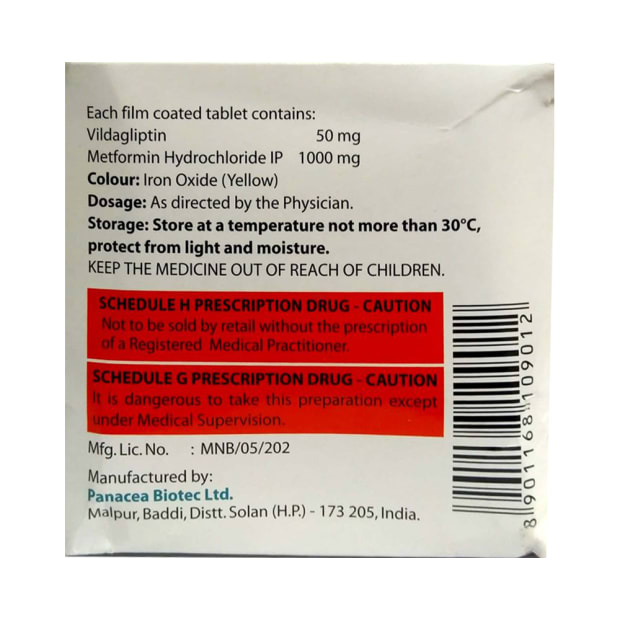 Each film coated tablet contains:
Vildagliptin 50 mg
Metformin Hydrochloride IP 1000 mg
Colour: Iron Oxide (Yellow)
Dosage: As directed by the Physician.
Storage: Store at a temperature not more than 30°C,
protect from light and moisture.
KEEP THE MEDICINE OUT OF REACH OF CHILDREN.
SCHEDULE H PRESCRIPTION DRUG - CAUTION
Not to be sold by retail without the prescription
of a Registered Medical Practitioner.
SCHEDULE G PRESCRIPTION DRUG - CAUTION
It is dangerous to take this preparation except
under Medical Supervision.
Mfg. Lic. No. : MNB/05/202
Manufactured by:
Panacea Biotec Ltd.
Malpur, Baddi, Distt. Solan (H.P.) - 173 205, India.
8 901168 109012